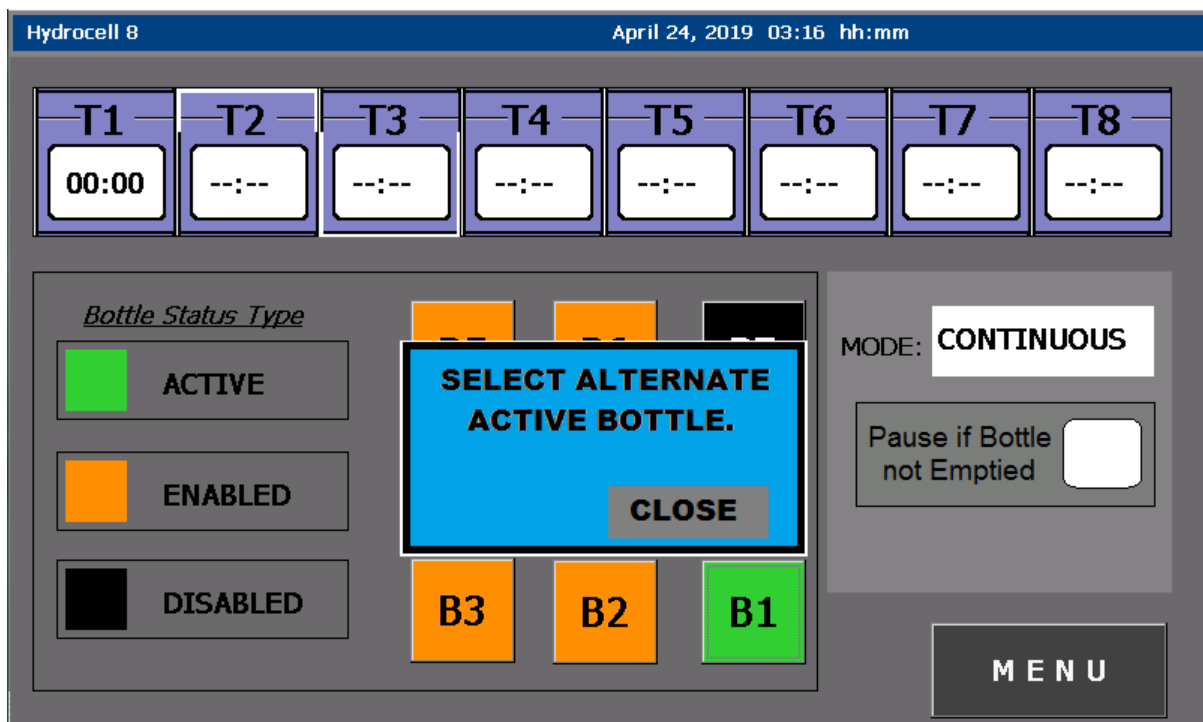 Hydrocell 8 April 24, 2019 03:16 hh:mm
T1 T2 T3 T4 T5 T6 T7 T8
00:00 --:-- --:-- --:-- --:-- --:-- --:-- --:--
Bottle Status Type
ACTIVE
ENABLED
DISABLED
SELECT ALTERNATE
ACTIVE BOTTLE.
CLOSE
B3 B2 B1
MODE: CONTINUOUS
Pause if Bottle
not Emptied
MENU